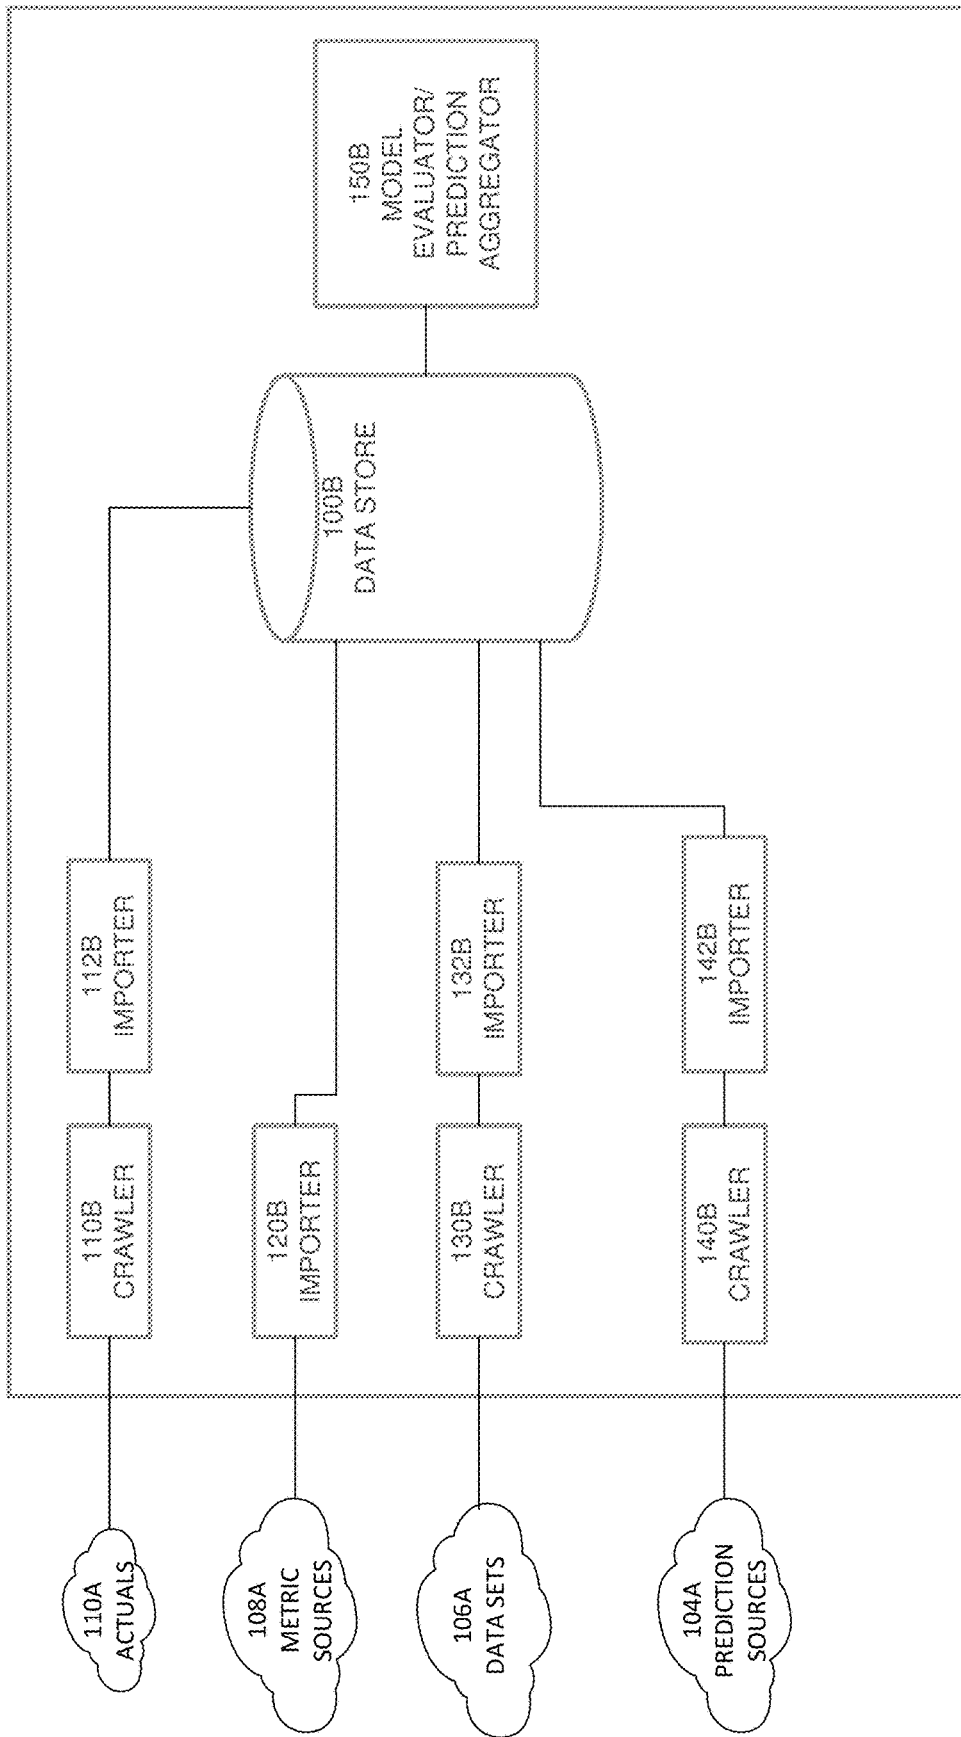 110A
ACTUALS
110B
CRAWLER
112B
IMPORTER
108A
METRIC
SOURCES
120B
IMPORTER
100B
DATA STORE
150B
MODEL
EVALUATOR/
PREDICTION
AGGREGATOR
106A
DATA SETS
130B
CRAWLER
132B
IMPORTER
104A
PREDICTION
SOURCES
140B
CRAWLER
142B
IMPORTER